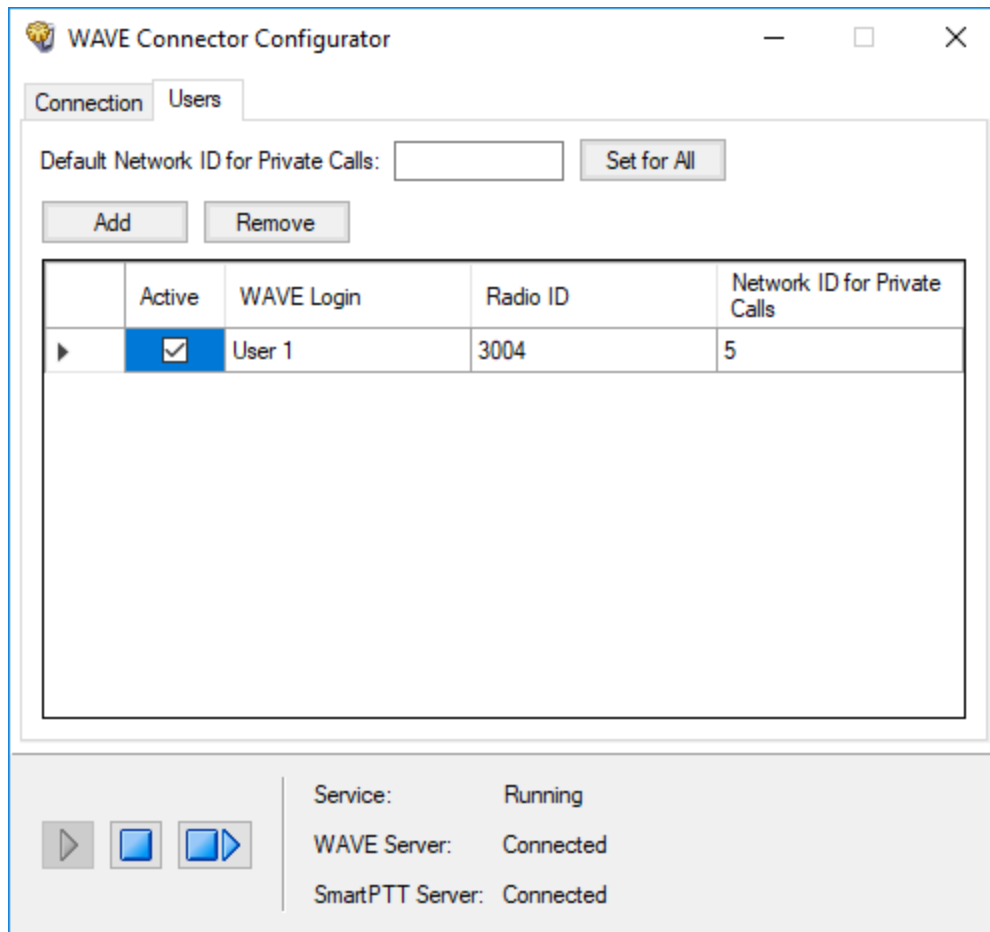 WAVE Connector Configurator
Connection Users
Default Network ID for Private Calls: Set for All
Add Remove
Active WAVE Login Radio ID Network ID for Private
Calls
User 1 3004 5
Service: Running
WAVE Server: Connected
SmartPTT Server: Connected